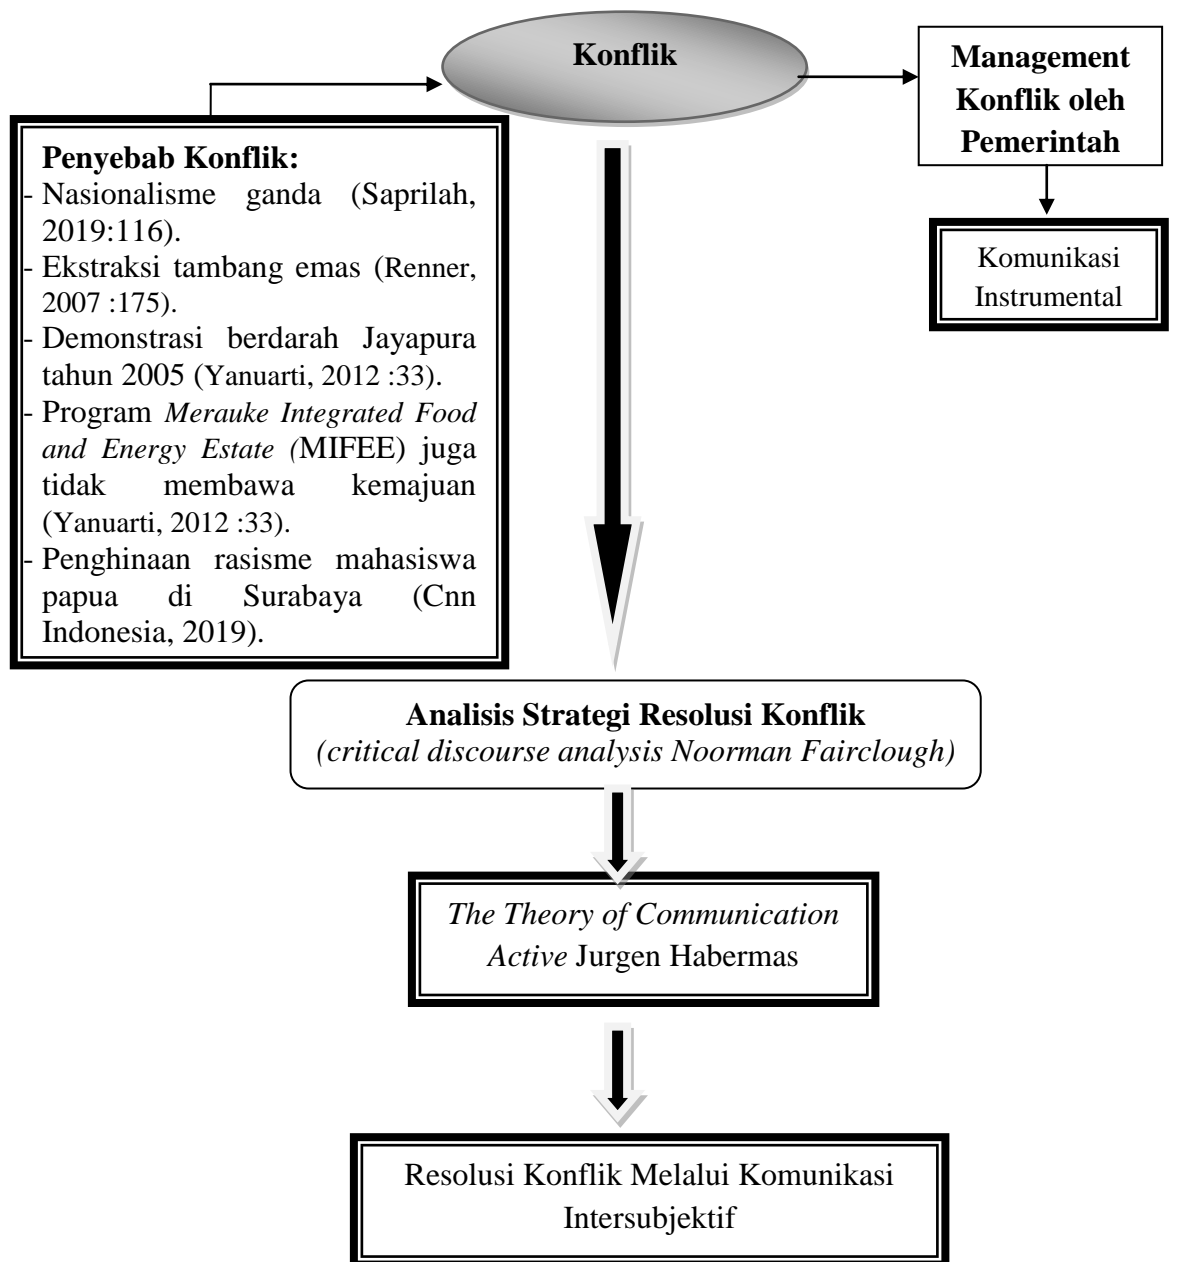 Konflik
Management
Konflik oleh
Pemerintah
Penyebab Konflik:
- Nasionalisme ganda (Saprilah,
2019:116).
- Ekstraksi tambang emas (Renner,
2007 :175).
- Demonstrasi berdarah Jayapura
tahun 2005 (Yanuarti, 2012 :33).
- Program Merauke Integrated Food
and Energy Estate (MIFEE) juga
tidak membawa kemajuan
(Yanuarti, 2012 :33).
- Penghinaan rasisme mahasiswa
papua di Surabaya (Cnn
Indonesia, 2019).
Komunikasi
Instrumental
Analisis Strategi Resolusi Konflik
(critical discourse analysis Noorman Fairclough)
The Theory of Communication
Active Jurgen Habermas
Resolusi Konflik Melalui Komunikasi
Intersubjektif